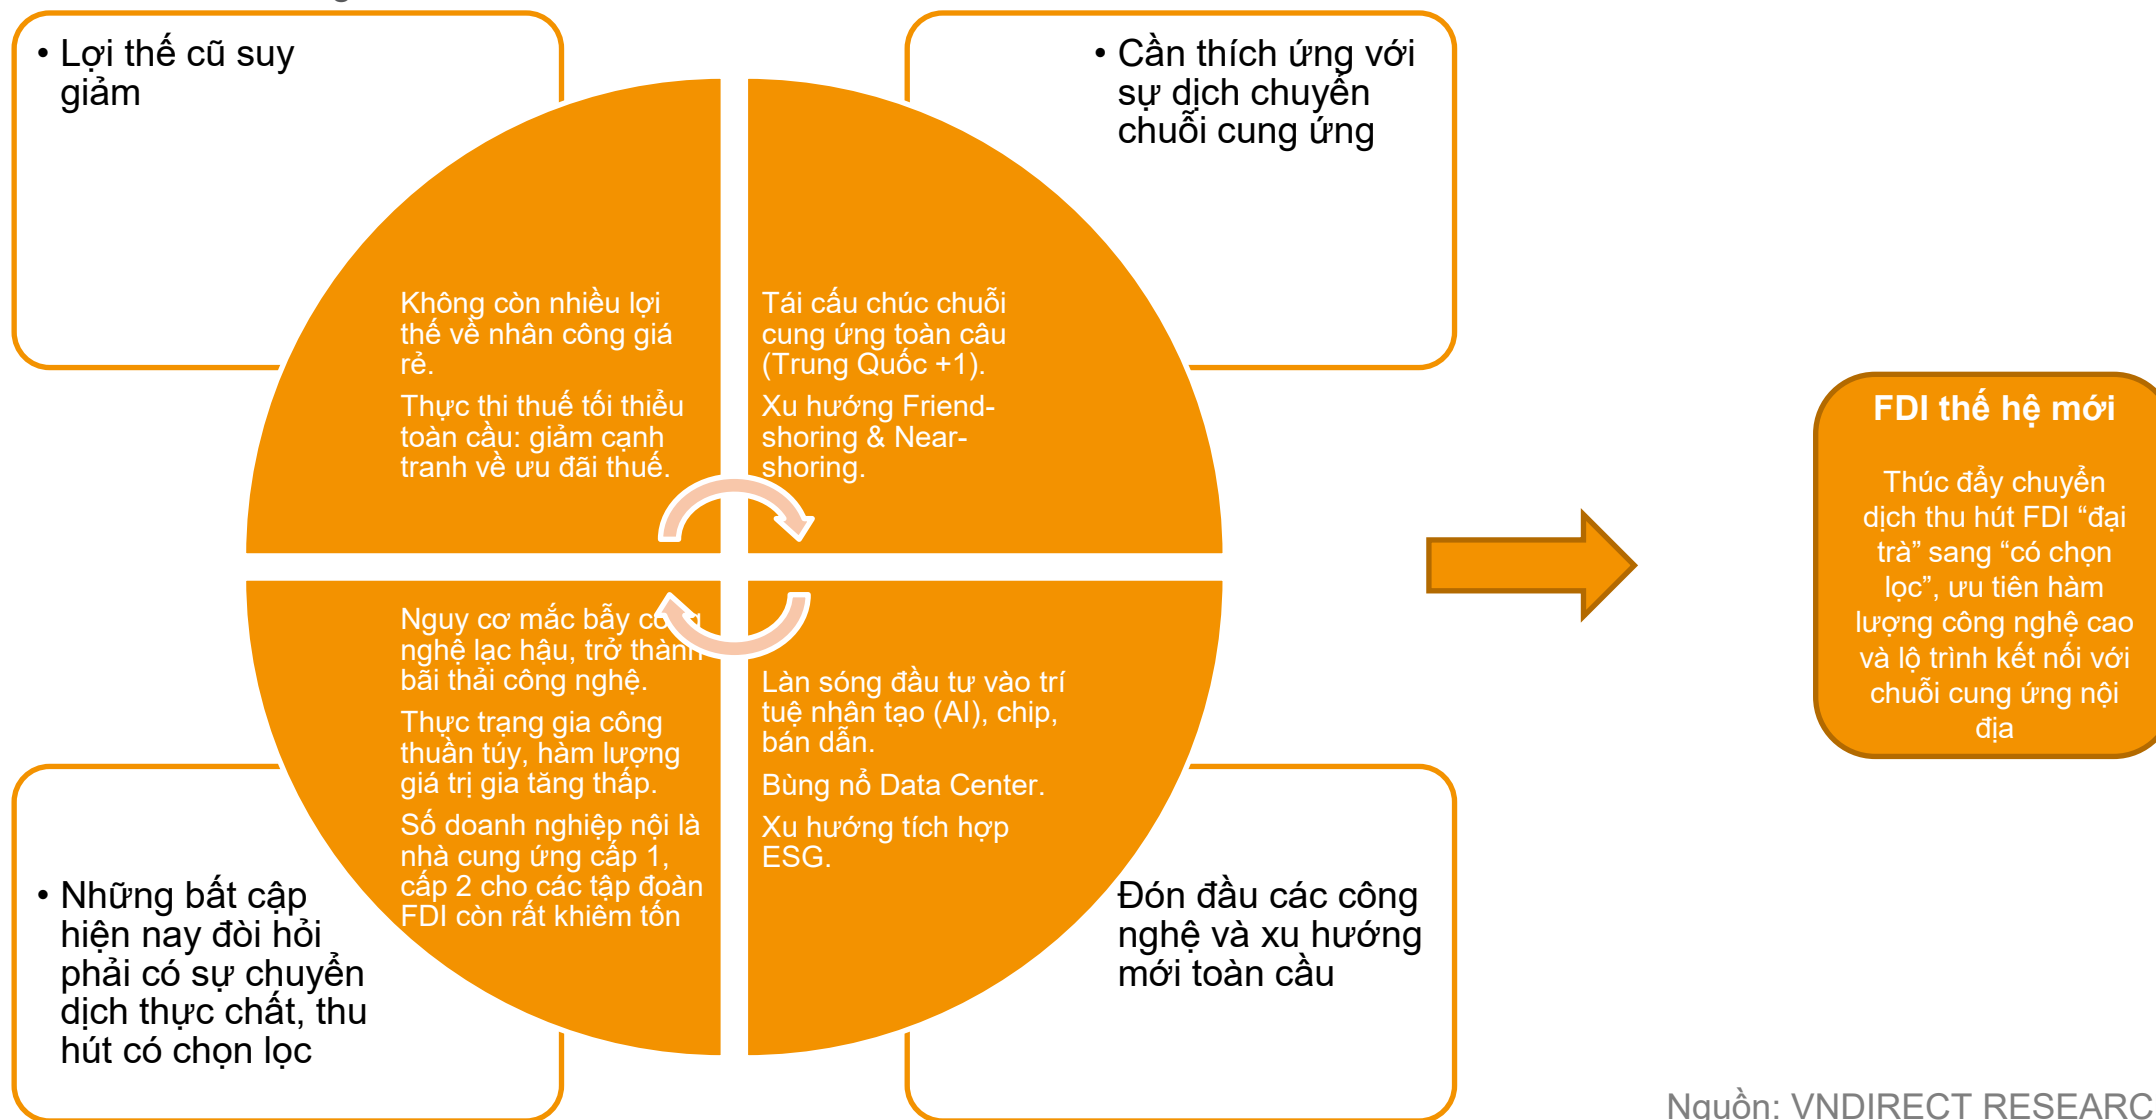 • Lợi thế cũ suy
giảm
• Cần thích ứng với
sự dịch chuyển
chuỗi cung ứng
Không còn nhiều lợi
thế về nhân công giá
rẻ.
Thực thi thuế tối thiểu
toàn cầu: giảm cạnh
tranh về ưu đãi thuế.
Tái cấu chúc chuỗi
cung ứng toàn câu
(Trung Quốc +1).
Xu hướng Friend-
shoring & Near-
shoring.
Nguy cơ mắc bẫy công
nghệ lạc hậu, trở thành
bãi thải công nghệ.
Thực trạng gia công
thuần túy, hàm lượng
giá trị gia tăng thấp.
Số doanh nghiệp nội là
nhà cung ứng cấp 1,
cấp 2 cho các tập đoàn
FDI còn rất khiêm tốn
Làn sóng đầu tư vào trí
tuệ nhân tạo (AI), chip,
bán dẫn.
Bùng nổ Data Center.
Xu hướng tích hợp
ESG.
• Những bất cập
hiện nay đòi hỏi
phải có sự chuyển
dịch thực chất, thu
hút có chọn lọc
Đón đầu các công
nghệ và xu hướng
mới toàn cầu
FDI thế hệ mới
Thúc đẩy chuyển
dịch thu hút FDI “đại
trà” sang “có chọn
lọc”, ưu tiên hàm
lượng công nghệ cao
và lộ trình kết nối với
chuỗi cung ứng nội
địa
Nguồn: VNDIRECT RESEARC